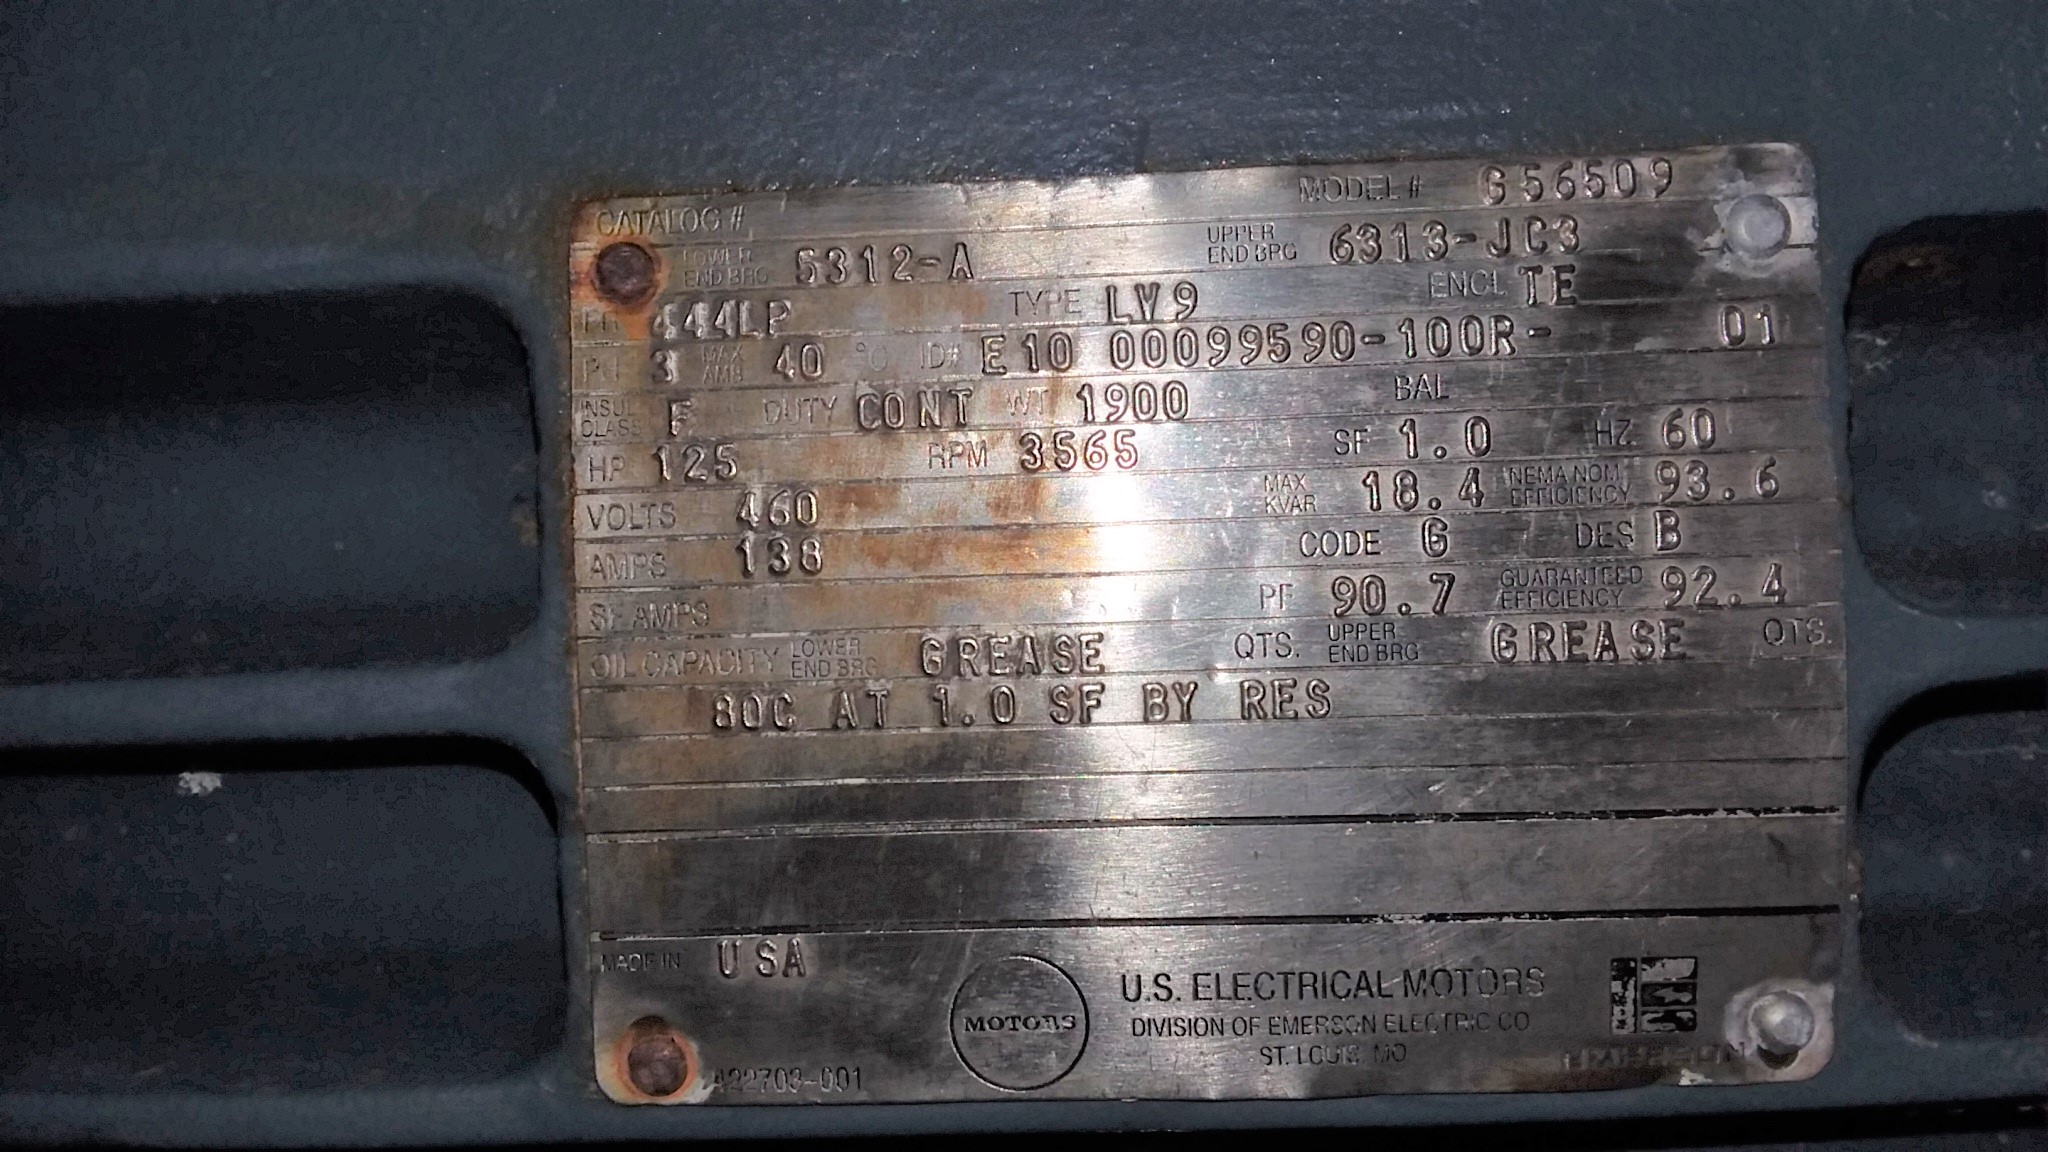 CATALOG # MODEL # G56509
LOWER END BRG 5312-A UPPER END BRG 6313-JC3
FR 444LP TYPE LV9 ENCL TE
PH 3 MAX AMB 40 °C ID# E10 00099590-100R- 01
INSUL CLASS F DUTY CONT WT 1900 BAL
HP 125 RPM 3565 SF 1.0 HZ 60
VOLTS 460 MAX KVAR 18.4 NEMA NOM EFFICIENCY 93.6
AMPS 138 CODE G DES B
SF AMPS PF 90.7 GUARANTEED EFFICIENCY 92.4
OIL CAPACITY LOWER END BRG GREASE QTS. UPPER END BRG GREASE QTS.
80C AT 1.0 SF BY RES
MADE IN USA
MOTORS
U.S. ELECTRICAL MOTORS
DIVISION OF EMERSON ELECTRIC CO
ST. LOUIS, MO
EMERSON
A22703-001